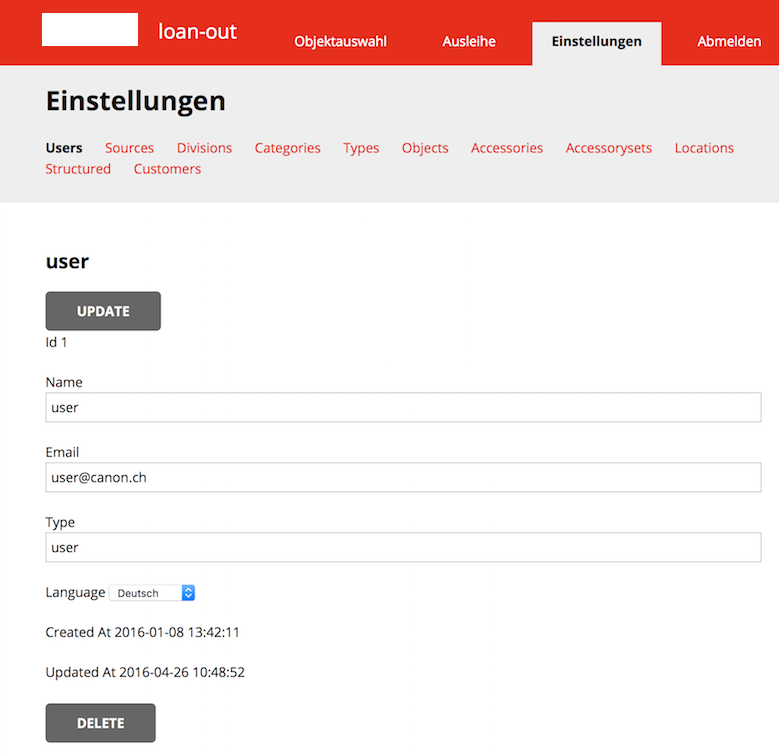 loan-out Objektauswahl Ausleihe Einstellungen Abmelden
Einstellungen
Users Sources Divisions Categories Types Objects Accessories Accessorysets Locations
Structured Customers
user
UPDATE
Id 1
Name
user
Email
user@canon.ch
Type
user
Language Deutsch
Created At 2016-01-08 13:42:11
Updated At 2016-04-26 10:48:52
DELETE